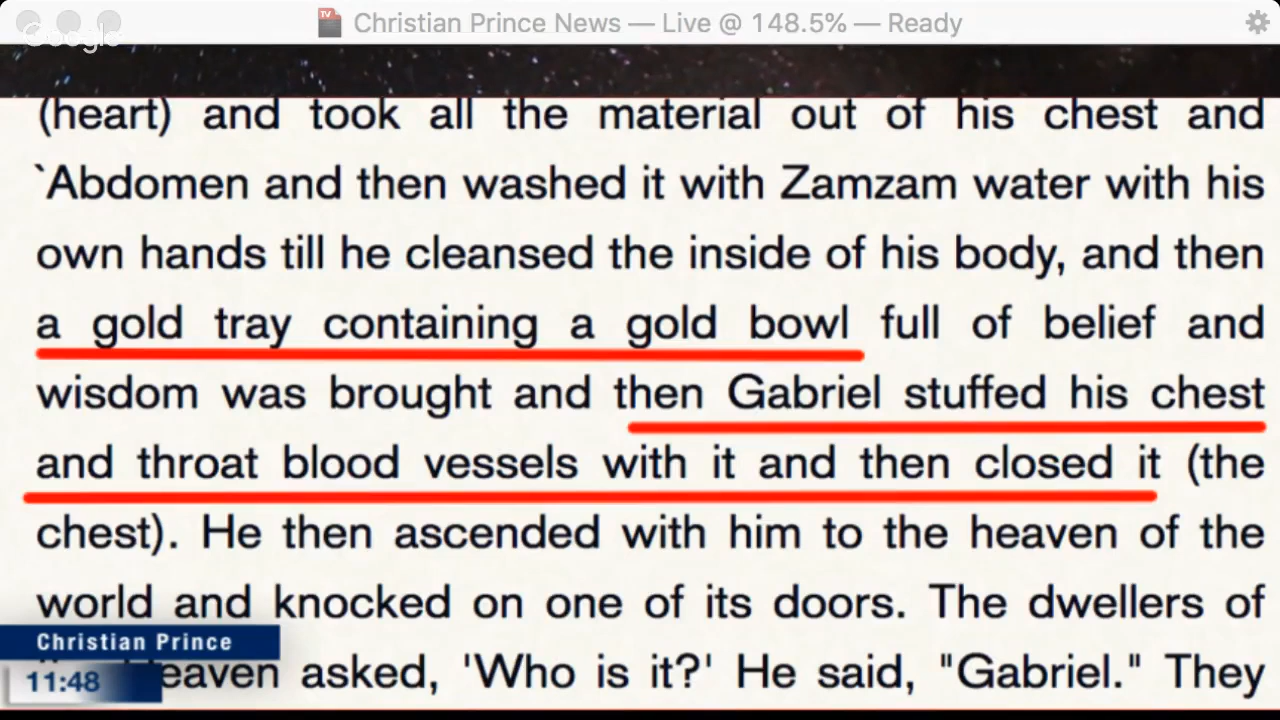 Christian Prince News — Live @ 148.5% — Ready
Google
(heart) and took all the material out of his chest and
`Abdomen and then washed it with Zamzam water with his
own hands till he cleansed the inside of his body, and then
a gold tray containing a gold bowl full of belief and
wisdom was brought and then Gabriel stuffed his chest
and throat blood vessels with it and then closed it (the
chest). He then ascended with him to the heaven of the
world and knocked on one of its doors. The dwellers of
eaven asked, 'Who is it?' He said, "Gabriel." They
Christian Prince
11:48